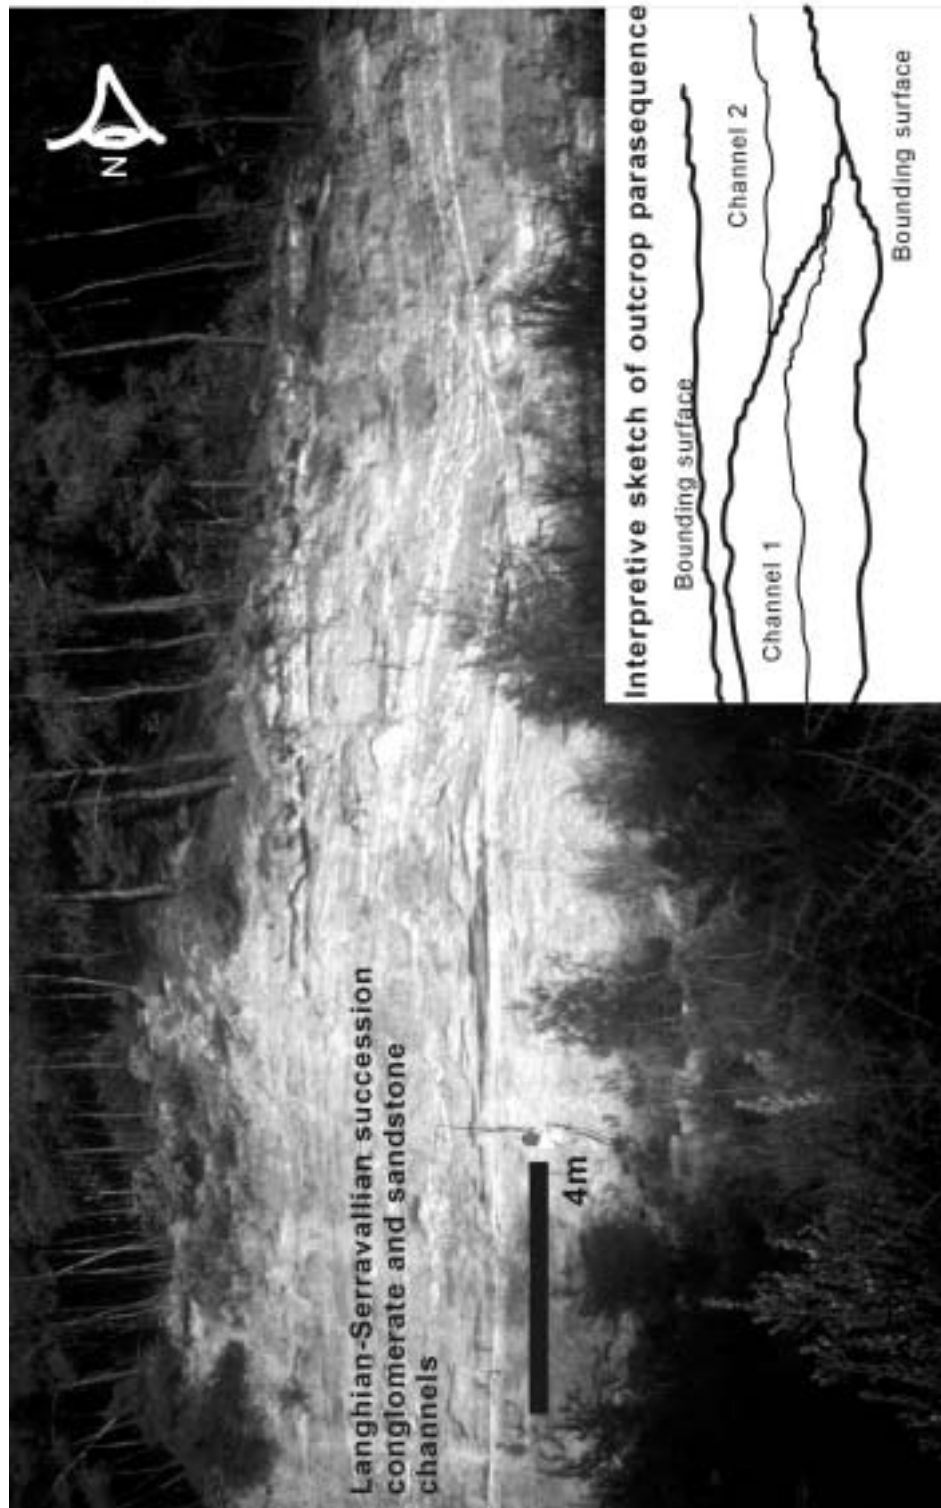 N
Langhian-Serravallian succession
conglomerate and sandstone
channels
4m
Interpretive sketch of outcrop parasequence
Bounding surface
Channel 2
Channel 1
Bounding surface